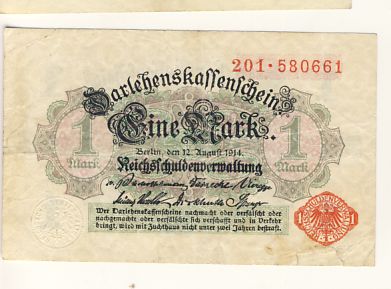 201·580661
Darlehenskassenschein
Eine Mark.
1
Mark
1
Mark
Berlin, den 12. August 1914.
Reichsschuldenverwaltung
Wer Darlehenskassenscheine nachmacht oder verfälscht oder
nachgemachte oder verfälschte sich verschafft und in Verkehr
bringt, wird mit Zuchthaus nicht unter zwei Jahren bestraft.
1